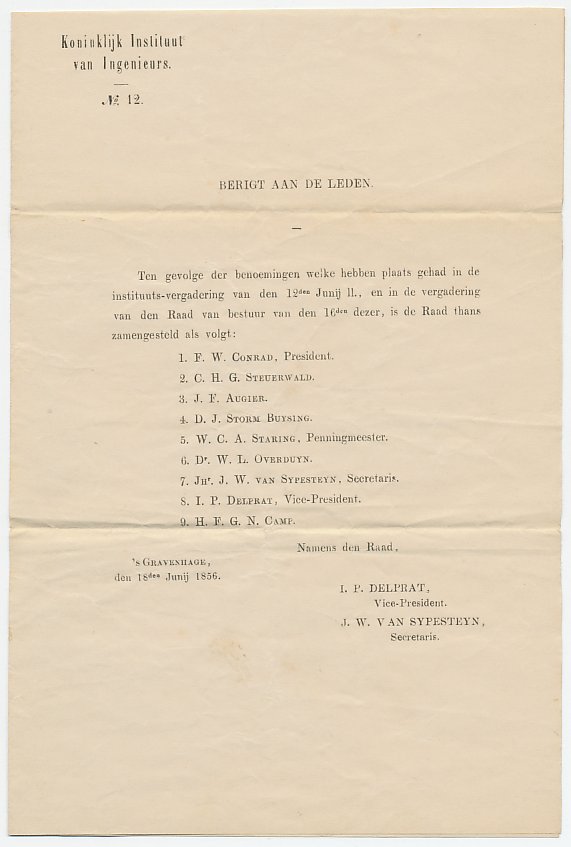 Koninklijk Instituut
van Ingenieurs.
No. 12.
BERIGT AAN DE LEDEN.
Ten gevolge der benoemingen welke hebben plaats gehad in de
instituuts-vergadering van den 12den Junij ll., en in de vergadering
van den Raad van bestuur van den 16den dezer, is de Raad thans
zamengesteld als volgt:
1. F. W. CONRAD, President.
2. C. H. G. STEUERWALD.
3. J. F. AUGIER.
4. D. J. STORM BUYSING.
5. W. C. A. STARING, Penningmeester.
6. Dr. W. L. OVERDUYN.
7. JHr. J. W. VAN SYPESTEYN, Secretaris.
8. I. P. DELPRAT, Vice-President.
9. H. F. G. N. CAMP.
Namens den Raad,
'S GRAVENHAGE,
den 18den Junij 1856.
I. P. DELPRAT,
Vice-President.
J. W. VAN SYPESTEYN,
Secretaris.